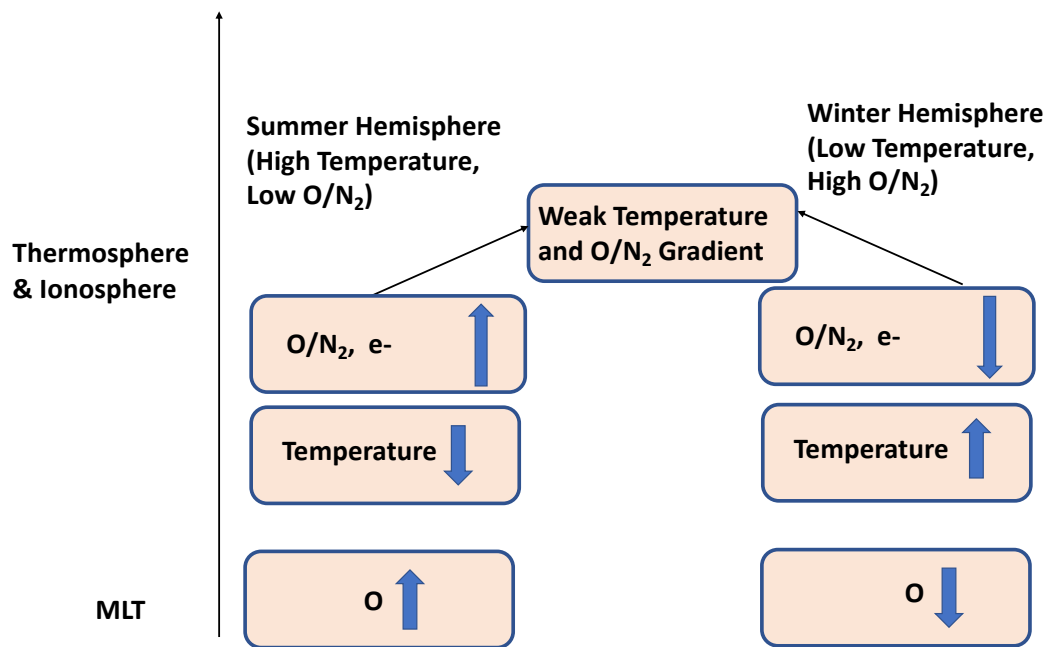 Summer Hemisphere
(High Temperature,
Low O/N₂)
Winter Hemisphere
(Low Temperature,
High O/N₂)
Weak Temperature
and O/N₂ Gradient
Thermosphere
& Ionosphere
O/N₂, e-
O/N₂, e-
Temperature
Temperature
MLT
O
O